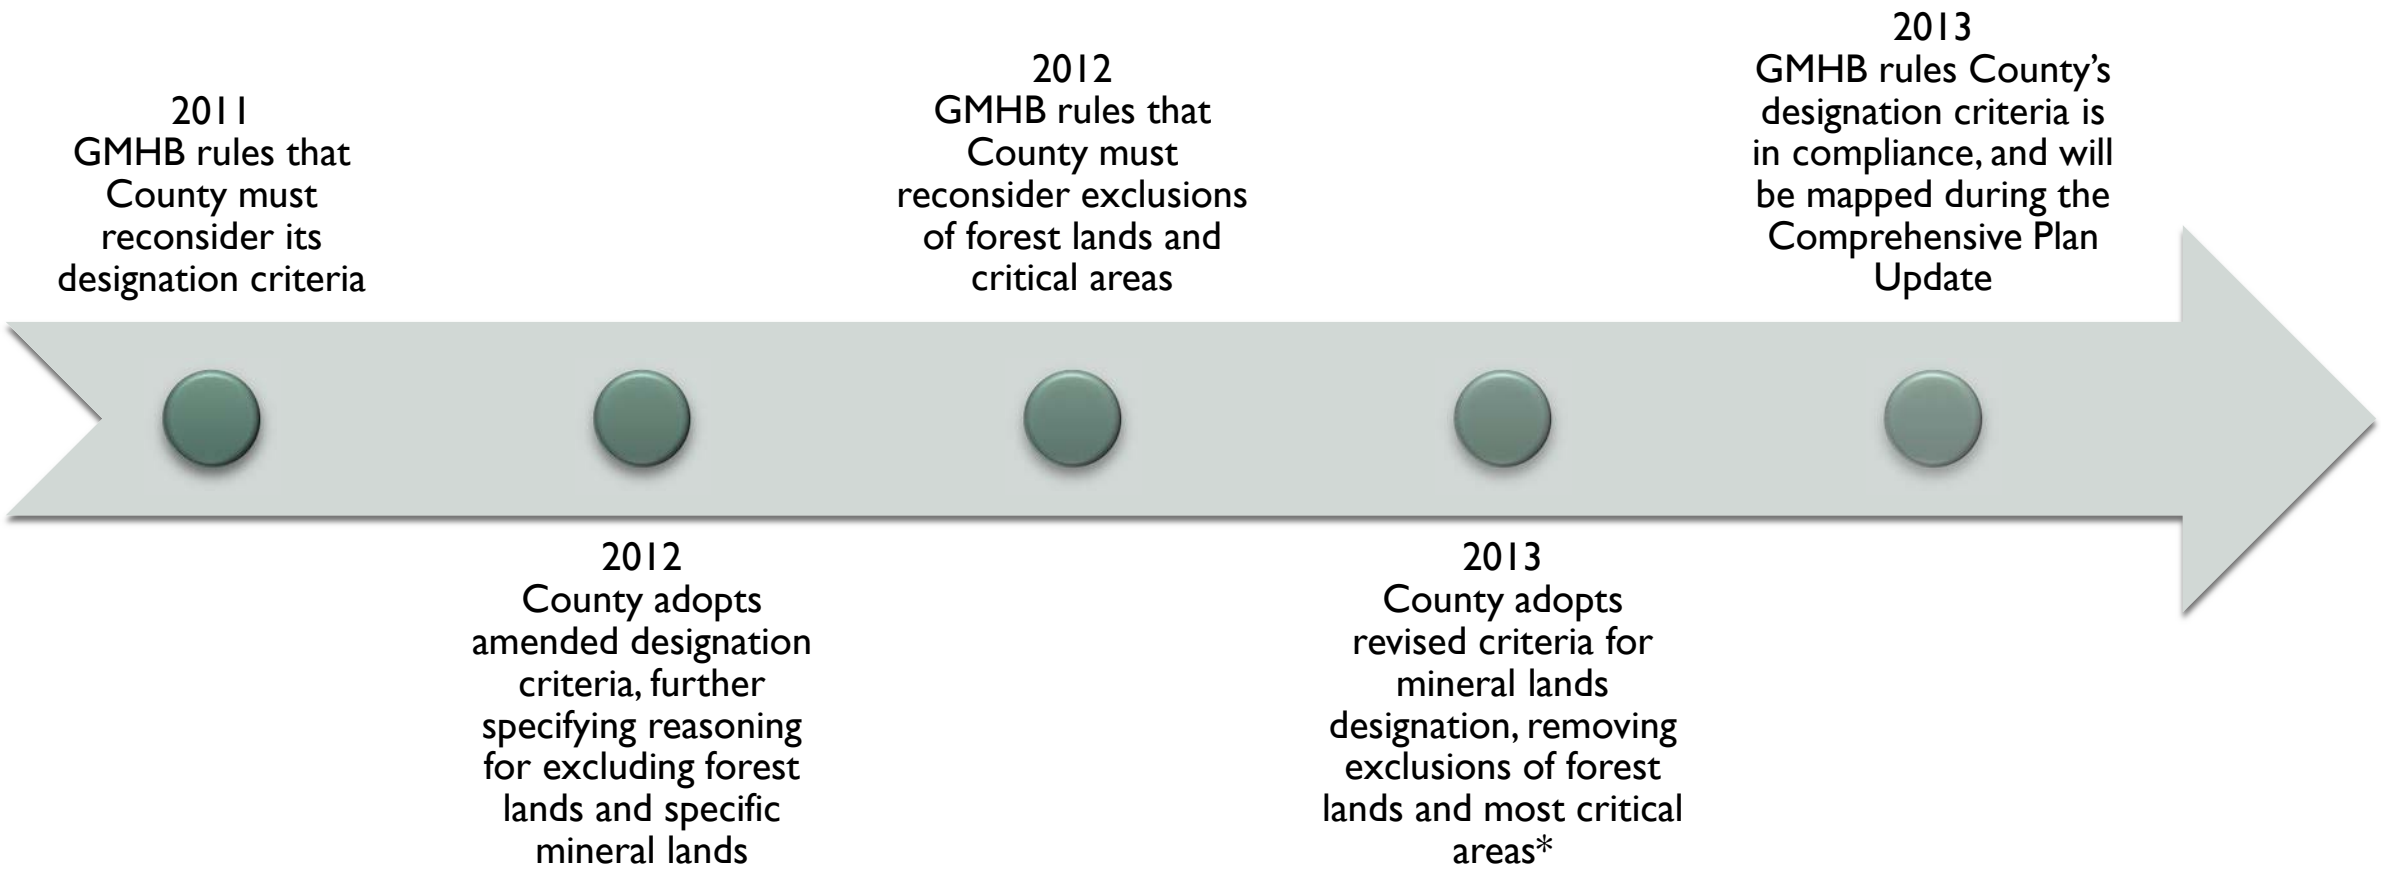 2011
GMHB rules that
County must
reconsider its
designation criteria
2012
County adopts
amended designation
criteria, further
specifying reasoning
for excluding forest
lands and specific
mineral lands
2012
GMHB rules that
County must
reconsider exclusions
of forest lands and
critical areas
2013
County adopts
revised criteria for
mineral lands
designation, removing
exclusions of forest
lands and most critical
areas*
2013
GMHB rules County’s
designation criteria is
in compliance, and will
be mapped during the
Comprehensive Plan
Update